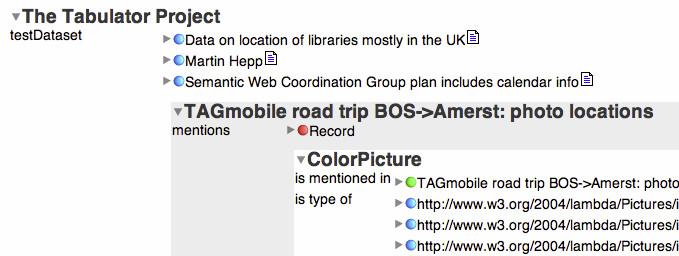 The Tabulator Project
testDataset
Data on location of libraries mostly in the UK
Martin Hepp
Semantic Web Coordination Group plan includes calendar info
TAGmobile road trip BOS->Amerst: photo locations
mentions
Record
ColorPicture
is mentioned in
TAGmobile road trip BOS->Amerst: photo
is type of
http://www.w3.org/2004/lambda/Pictures/i
http://www.w3.org/2004/lambda/Pictures/i
http://www.w3.org/2004/lambda/Pictures/i